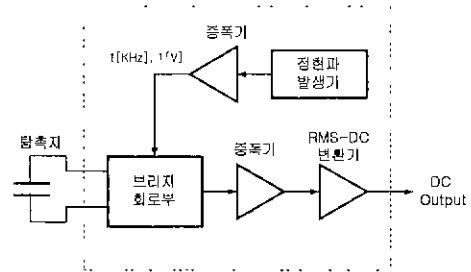 증폭기
1[KHz], 1[V]
정현파
발생기
탐촉자
브리지
회로부
증폭기
RMS-DC
변환기
DC
Output